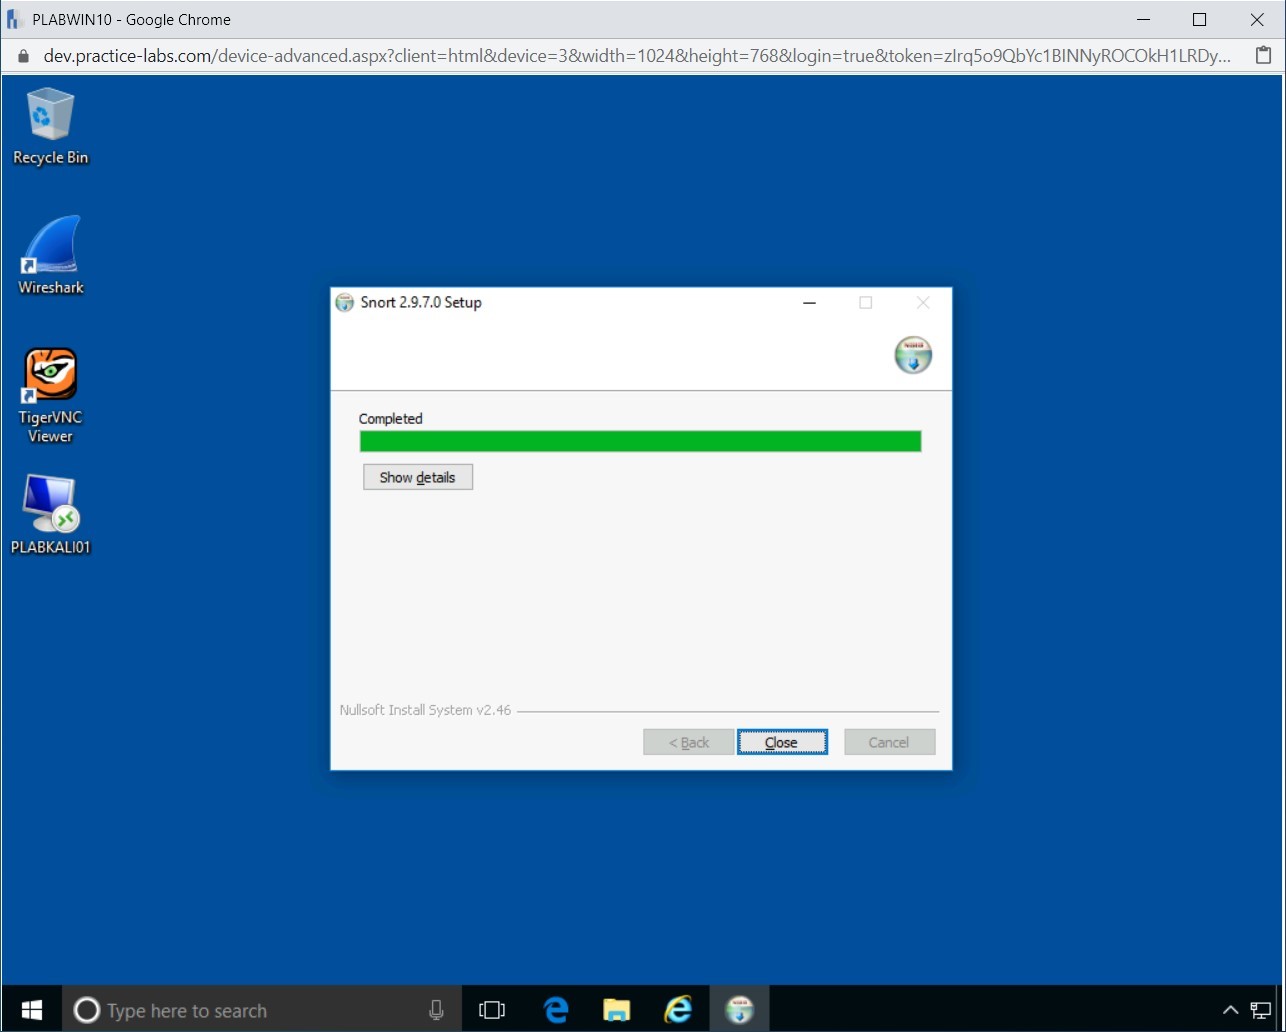 PLABWIN10 - Google Chrome
dev.practice-labs.com/device-advanced.aspx?client=html&device=3&width=1024&height=768&login=true&token=zIrq5o9QbYc1BINNyROCOkH1LRDy...
Recycle Bin
Wireshark
TigerVNC
Viewer
PLABKALI01
Snort 2.9.7.0 Setup
Completed
Show details
Nullsoft Install System v2.46
< Back
Close
Cancel
Type here to search